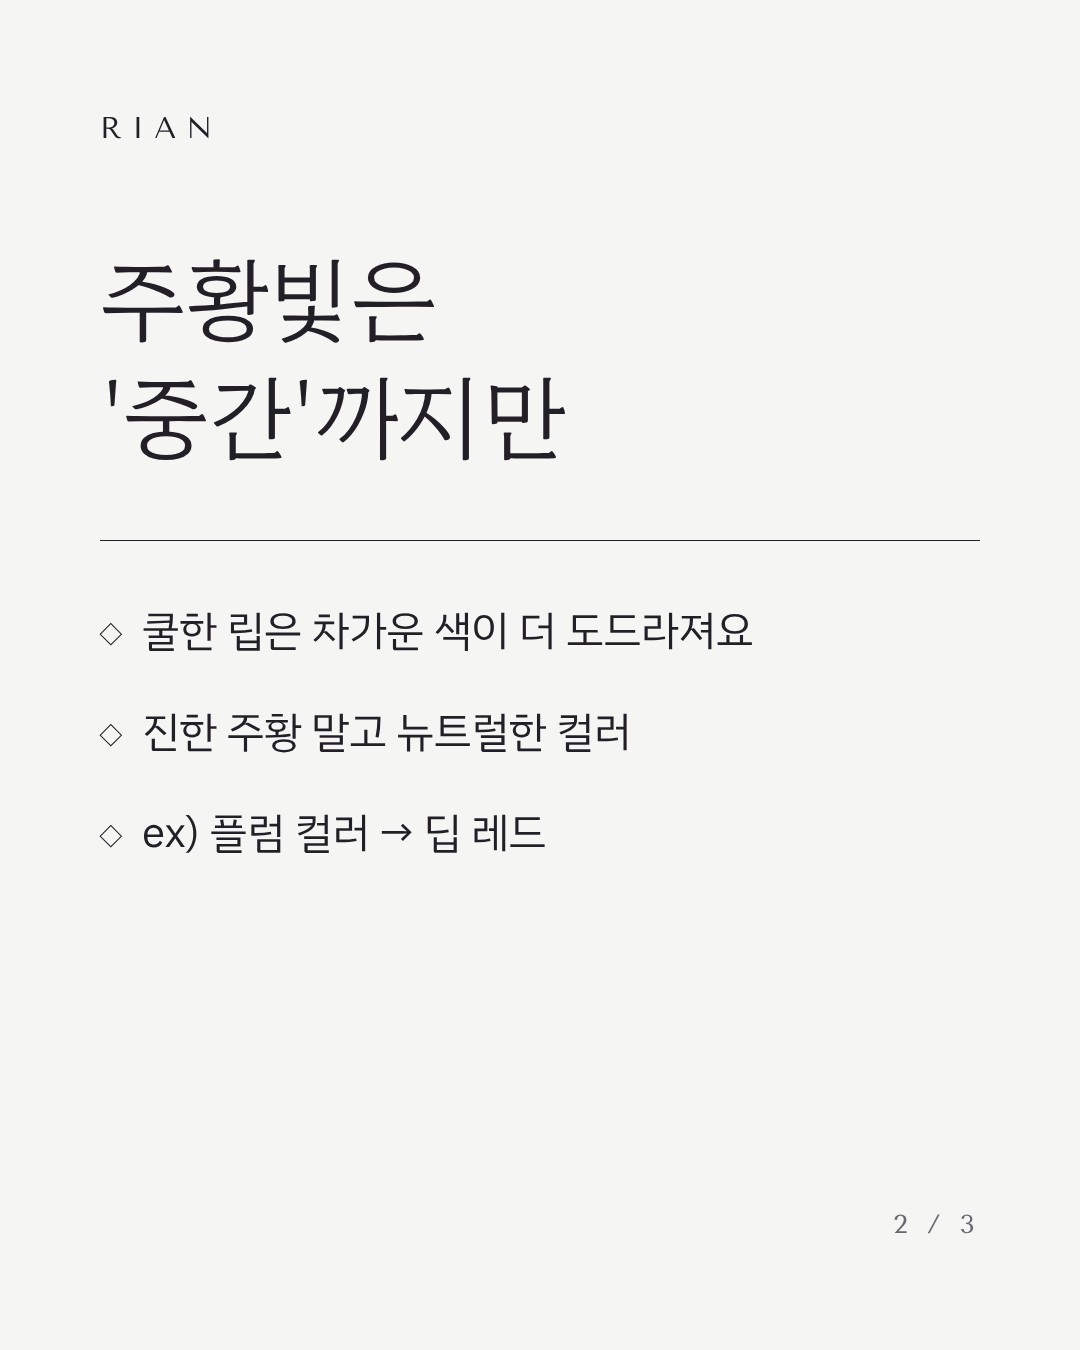 RIAN
주황빛은
'중간'까지만
◇ 쿨한 립은 차가운 색이 더 도드라져요
◇ 진한 주황 말고 뉴트럴한 컬러
◇ ex) 플럼 컬러 → 딥 레드
2 / 3